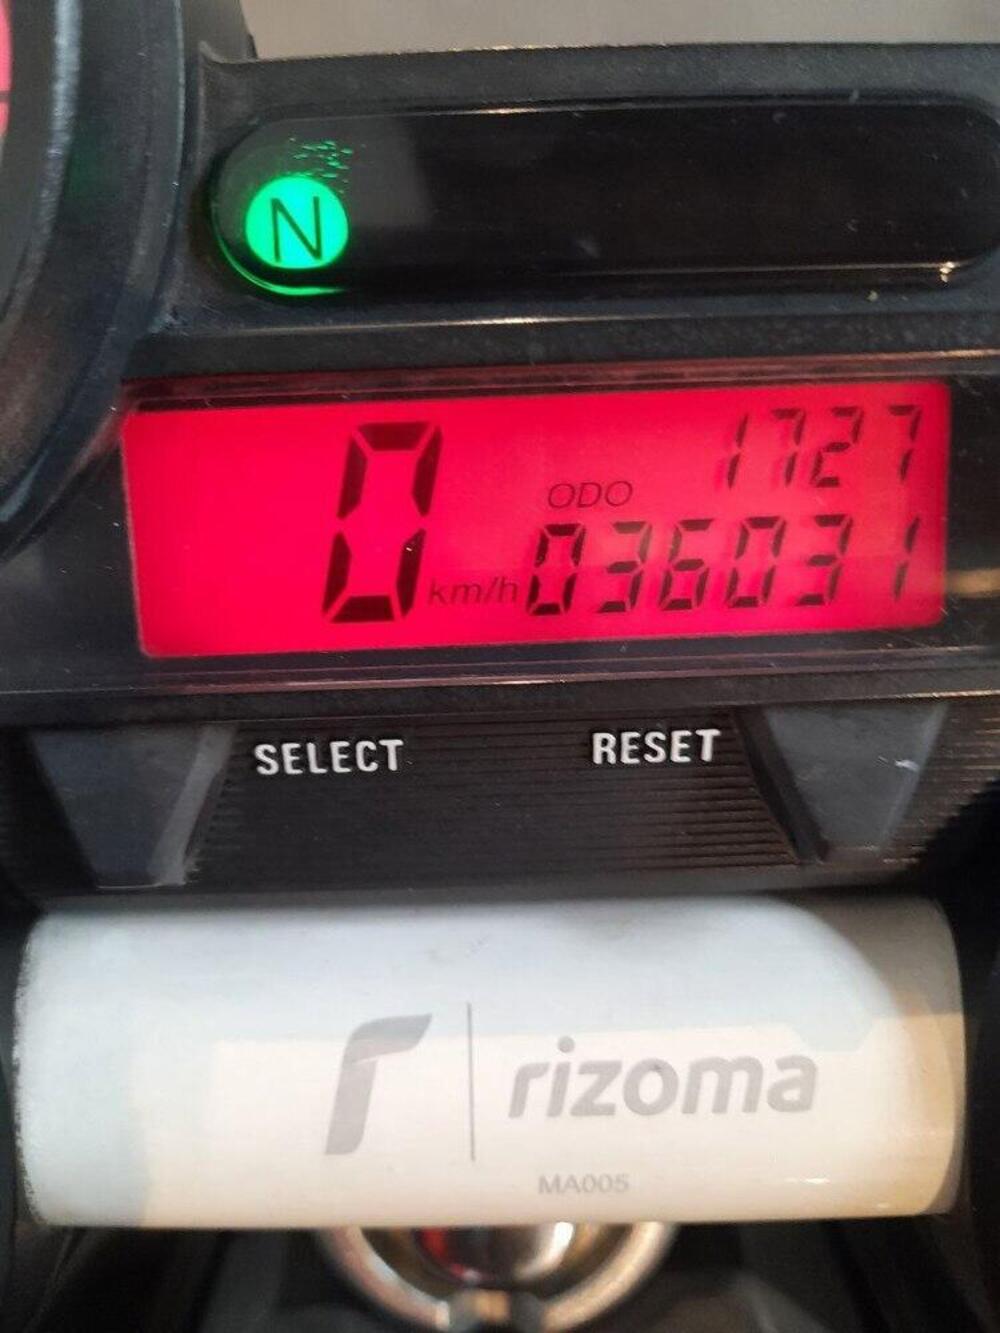 N
1727
ODO
0 km/h 036031
SELECT RESET
r rizoma
MA005